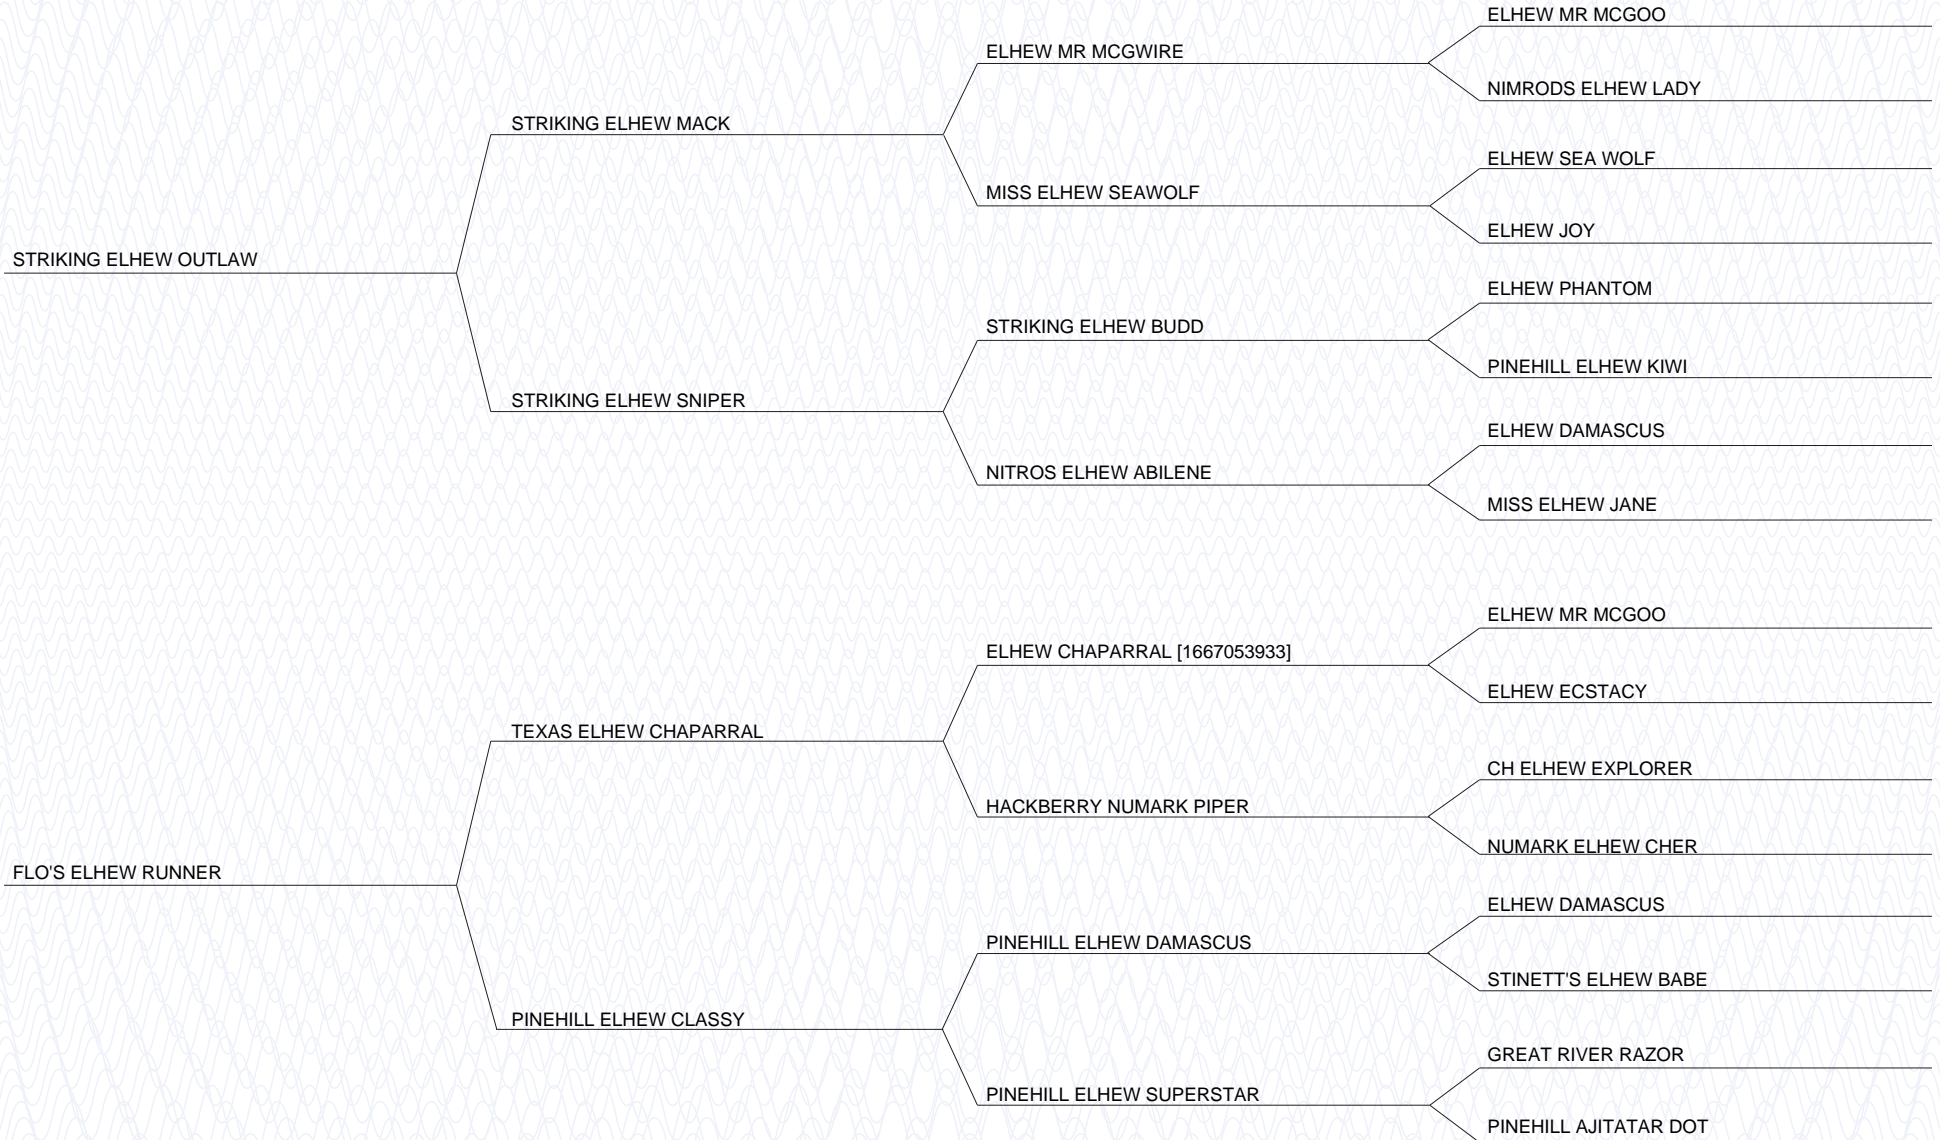 ELHEW MR MCGOO
ELHEW MR MCGWIRE
NIMRODS ELHEW LADY
STRIKING ELHEW MACK
ELHEW SEA WOLF
MISS ELHEW SEAWOLF
ELHEW JOY
STRIKING ELHEW OUTLAW
ELHEW PHANTOM
STRIKING ELHEW BUDD
PINEHILL ELHEW KIWI
STRIKING ELHEW SNIPER
ELHEW DAMASCUS
NITROS ELHEW ABILENE
MISS ELHEW JANE
ELHEW MR MCGOO
ELHEW CHAPARRAL [1667053933]
ELHEW ECSTACY
TEXAS ELHEW CHAPARRAL
CH ELHEW EXPLORER
HACKBERRY NUMARK PIPER
NUMARK ELHEW CHER
FLO'S ELHEW RUNNER
ELHEW DAMASCUS
PINEHILL ELHEW DAMASCUS
STINETT'S ELHEW BABE
PINEHILL ELHEW CLASSY
GREAT RIVER RAZOR
PINEHILL ELHEW SUPERSTAR
PINEHILL AJITATAR DOT